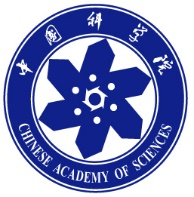 中国科学院
CHINESE ACADEMY OF SCIENCES